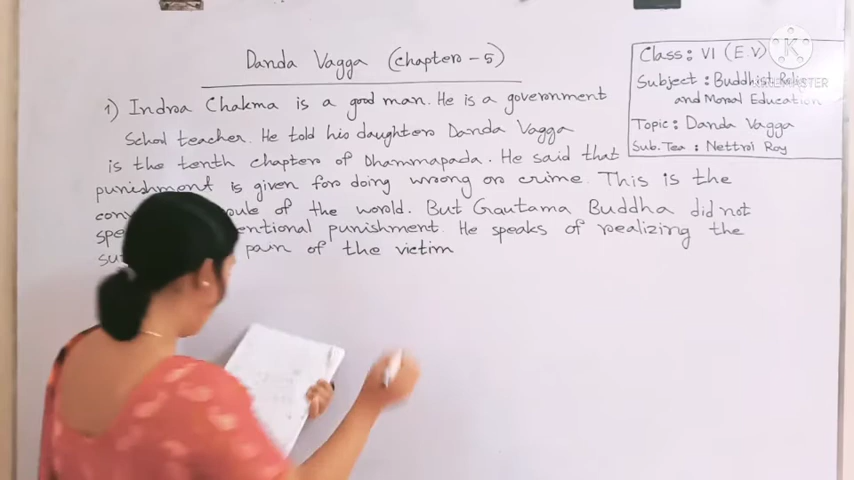 Danda Vagga (chapter - 5)
1) Indra Chakma is a good man. He is a government
School teacher. He told his daughter Danda Vagga
is the tenth chapter of Dhammapada. He said that
punishment is given for doing wrong or crime. This is the
rule of the world. But Gautama Buddha did not
punishment. He speaks of realizing the
pain of the victim
Class: VI (E.V)
Subject: Buddhist
and Moral Education
Topic: Danda Vagga
Sub. Tea: Nettroi Roy
K